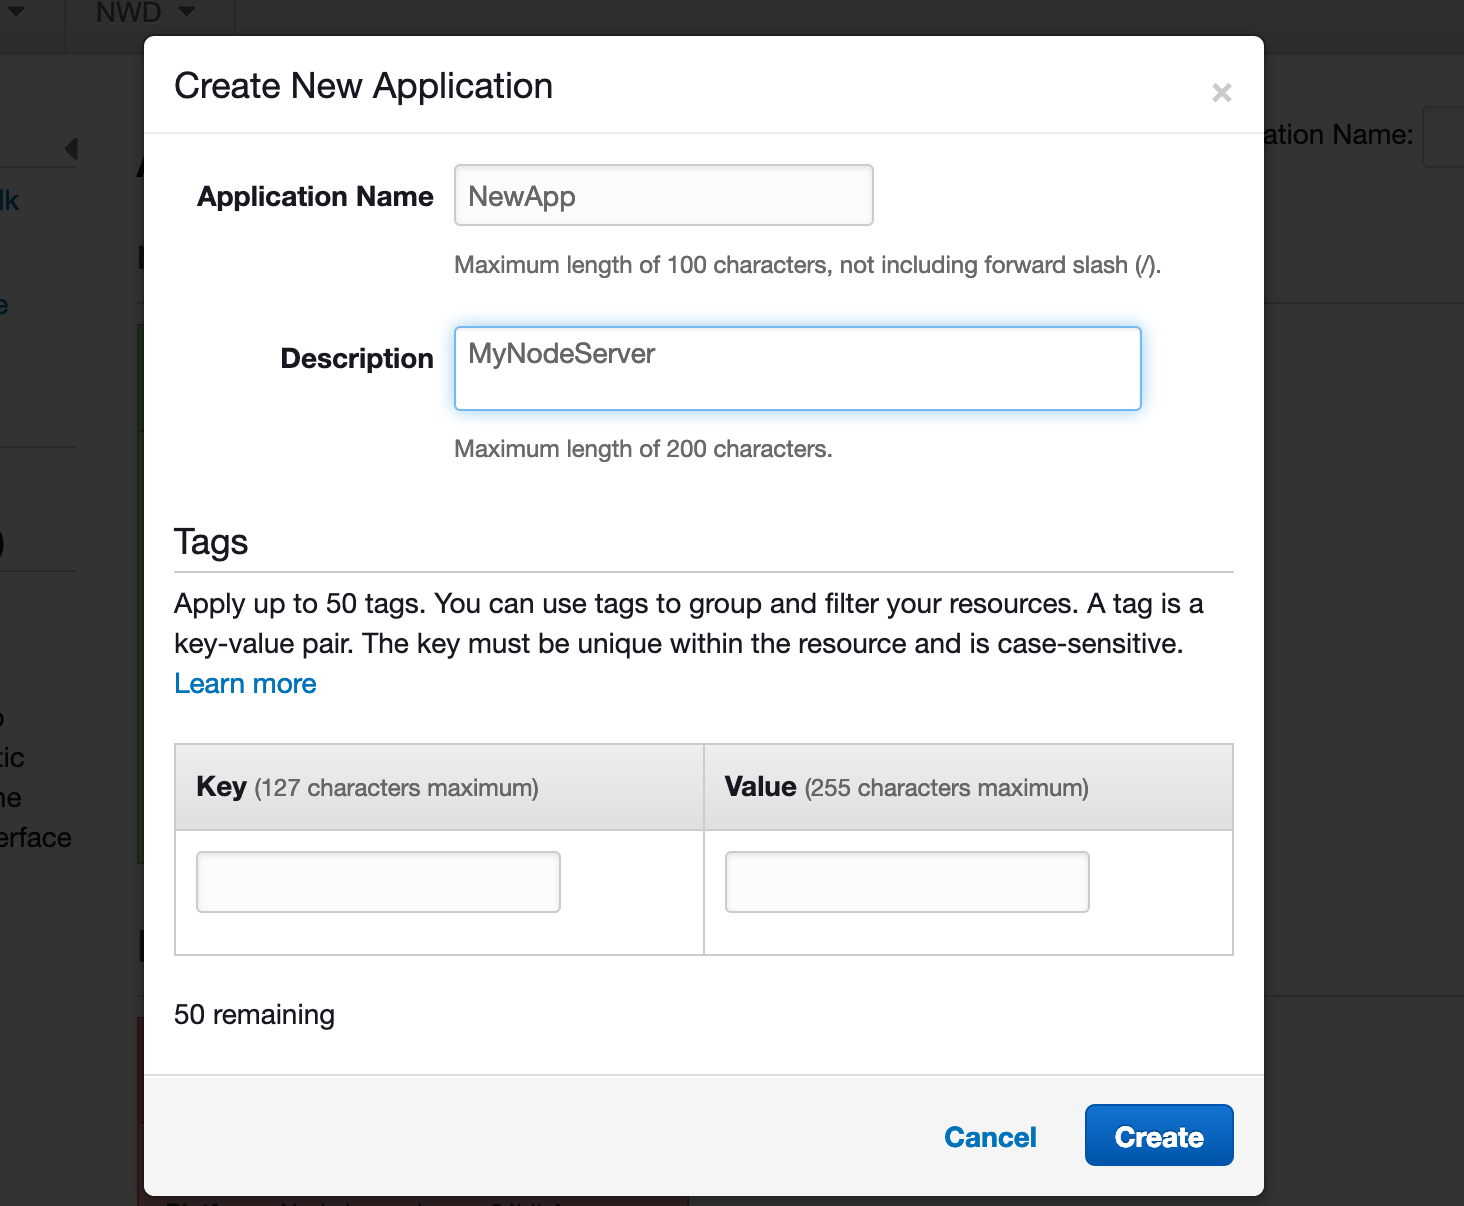 NWD
Create New Application
×
ation Name:
Application Name NewApp
Maximum length of 100 characters, not including forward slash (/).
Description MyNodeServer
Maximum length of 200 characters.
Tags
Apply up to 50 tags. You can use tags to group and filter your resources. A tag is a
key-value pair. The key must be unique within the resource and is case-sensitive.
Learn more
Key (127 characters maximum) Value (255 characters maximum)
50 remaining
Cancel Create
lk
e
tic
ne
erface